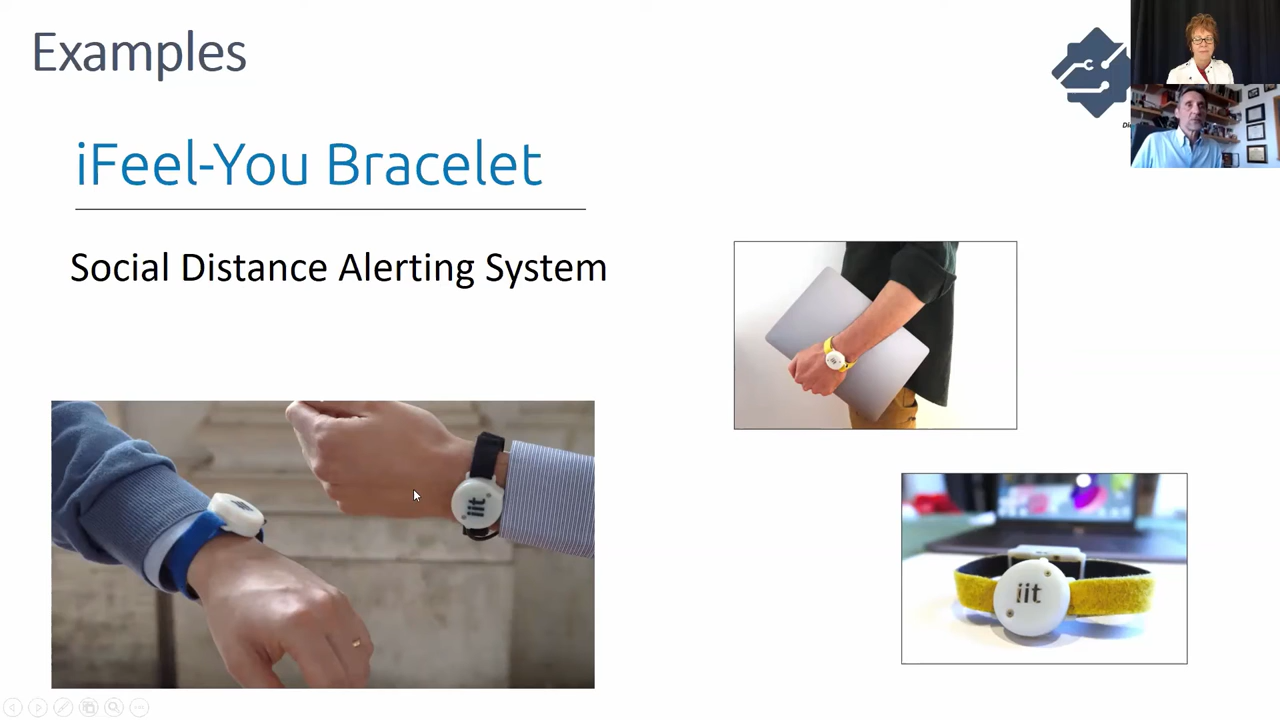 Examples
iFeel-You Bracelet
Social Distance Alerting System
iit
iit